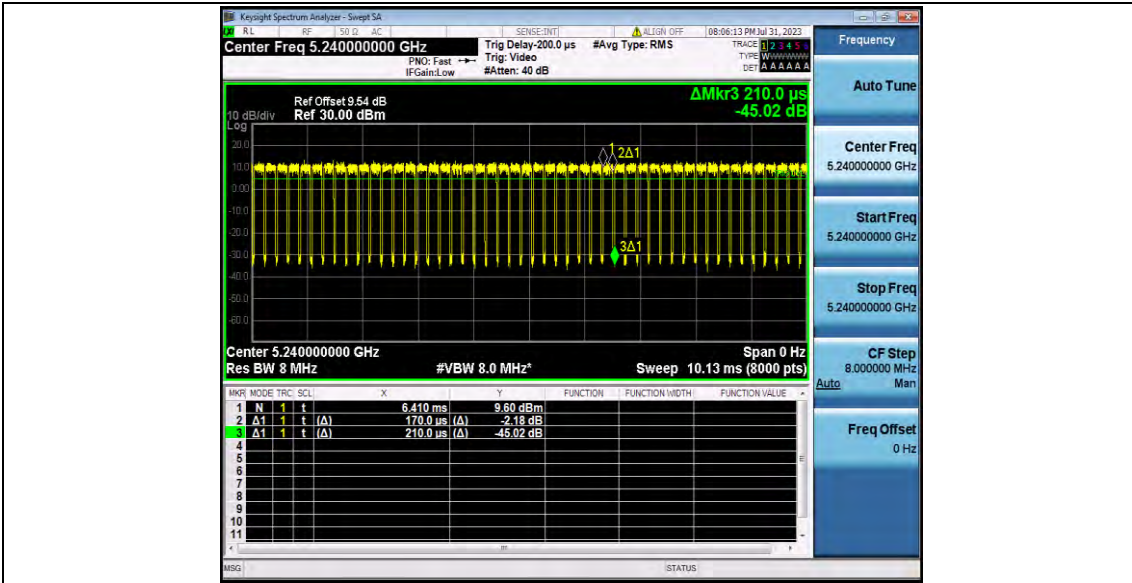 Keysight Spectrum Analyzer - Swept SA
RL RF 50 Ω AC SENSE:INT ALIGN OFF 08:06:13 PM Jul 31, 2023
Center Freq 5.240000000 GHz
PNO: Fast
IFGain:Low
Trig Delay-200.0 µs
Trig: Video
#Atten: 40 dB
#Avg Type: RMS
TRACE 1 2 3 4 5 6
TYPE W
DET A A A A A A
ΔMkr3 210.0 µs
-45.02 dB
Ref Offset 9.54 dB
10 dB/div Ref 30.00 dBm
Log
20.0
10.0
0.00
-10.0
-20.0
-30.0
-40.0
-50.0
-60.0
1
2Δ1
3Δ1
Center 5.240000000 GHz Span 0 Hz
Res BW 8 MHz #VBW 8.0 MHz* Sweep 10.13 ms (8000 pts)
MKR MODE TRC SCL X Y FUNCTION FUNCTION WIDTH FUNCTION VALUE
1 N 1 t 6.410 ms 9.60 dBm
2 Δ1 1 t (Δ) 170.0 µs (Δ) -2.18 dB
3 Δ1 1 t (Δ) 210.0 µs (Δ) -45.02 dB
4
5
6
7
8
9
10
11
MSG STATUS
Frequency
Auto Tune
Center Freq
5.240000000 GHz
Start Freq
5.240000000 GHz
Stop Freq
5.240000000 GHz
CF Step
8.000000 MHz
Auto Man
Freq Offset
0 Hz